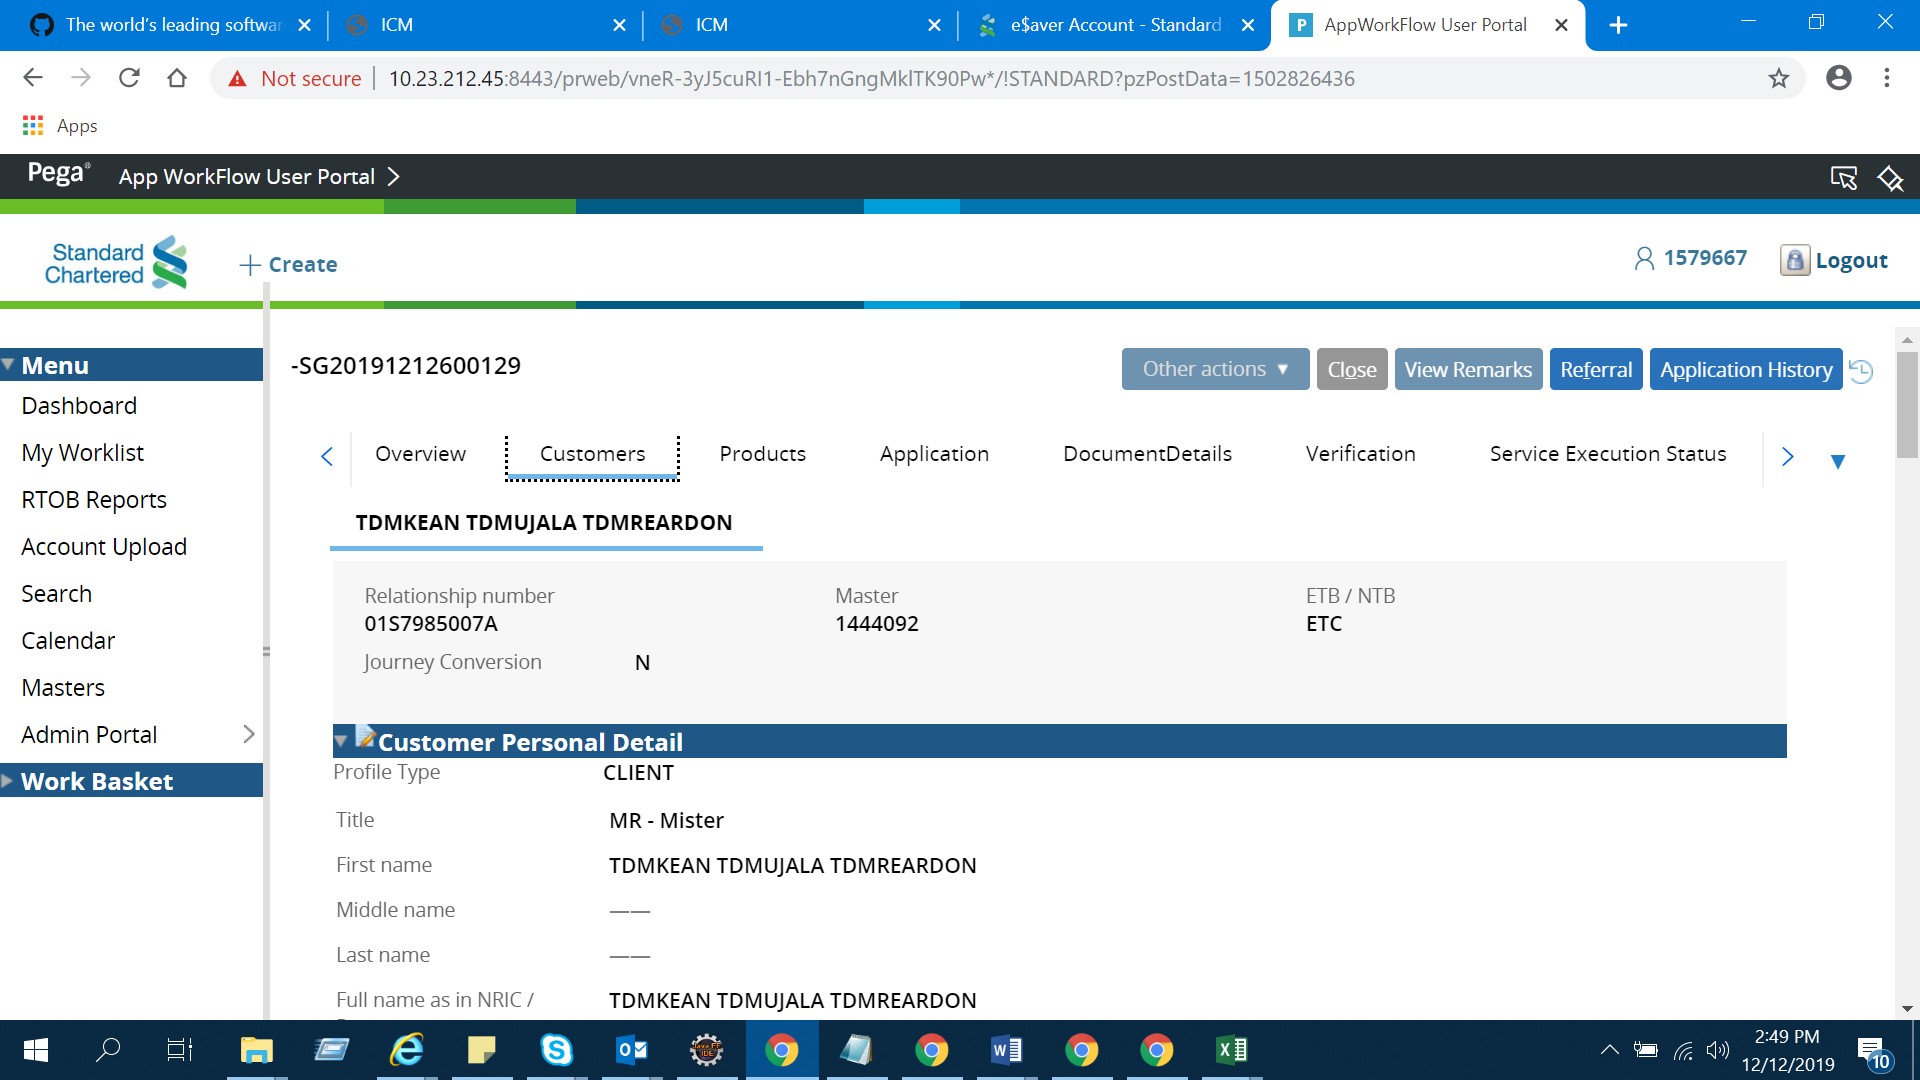 The world's leading softwar
ICM
ICM
e$aver Account - Standard
P
AppWorkFlow User Portal
Not secure
10.23.212.45:8443/prweb/vneR-3yJ5cuRI1-Ebh7nGngMklTK90Pw*/!STANDARD?pzPostData=1502826436
Apps
Pega®
App WorkFlow User Portal
Standard
Chartered
Create
1579667
Logout
Menu
-SG20191212600129
Other actions
Close
View Remarks
Referral
Application History
Dashboard
My Worklist
RTOB Reports
Account Upload
Search
Calendar
Masters
Admin Portal
Work Basket
Overview
Customers
Products
Application
DocumentDetails
Verification
Service Execution Status
TDMKEAN TDMUJALA TDMREARDON
Relationship number
01S7985007A
Master
1444092
ETB / NTB
ETC
Journey Conversion
N
Customer Personal Detail
Profile Type
CLIENT
Title
MR - Mister
First name
TDMKEAN TDMUJALA TDMREARDON
Middle name
——
Last name
——
Full name as in NRIC /
TDMKEAN TDMUJALA TDMREARDON
2:49 PM
12/12/2019
10